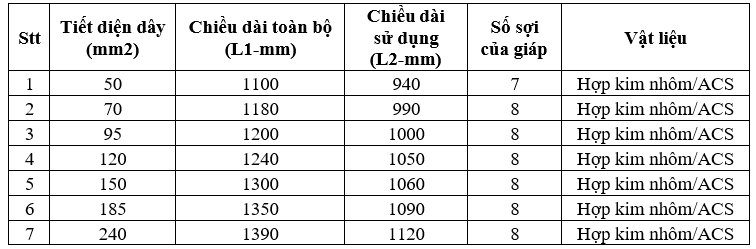 Stt Tiết diện dây (mm2) Chiều dài toàn bộ (L1-mm) Chiều dài sử dụng (L2-mm) Số sợi của giáp Vật liệu
1 50 1100 940 7 Hợp kim nhôm/ACS
2 70 1180 990 8 Hợp kim nhôm/ACS
3 95 1200 1000 8 Hợp kim nhôm/ACS
4 120 1240 1050 8 Hợp kim nhôm/ACS
5 150 1300 1060 8 Hợp kim nhôm/ACS
6 185 1350 1090 8 Hợp kim nhôm/ACS
7 240 1390 1120 8 Hợp kim nhôm/ACS